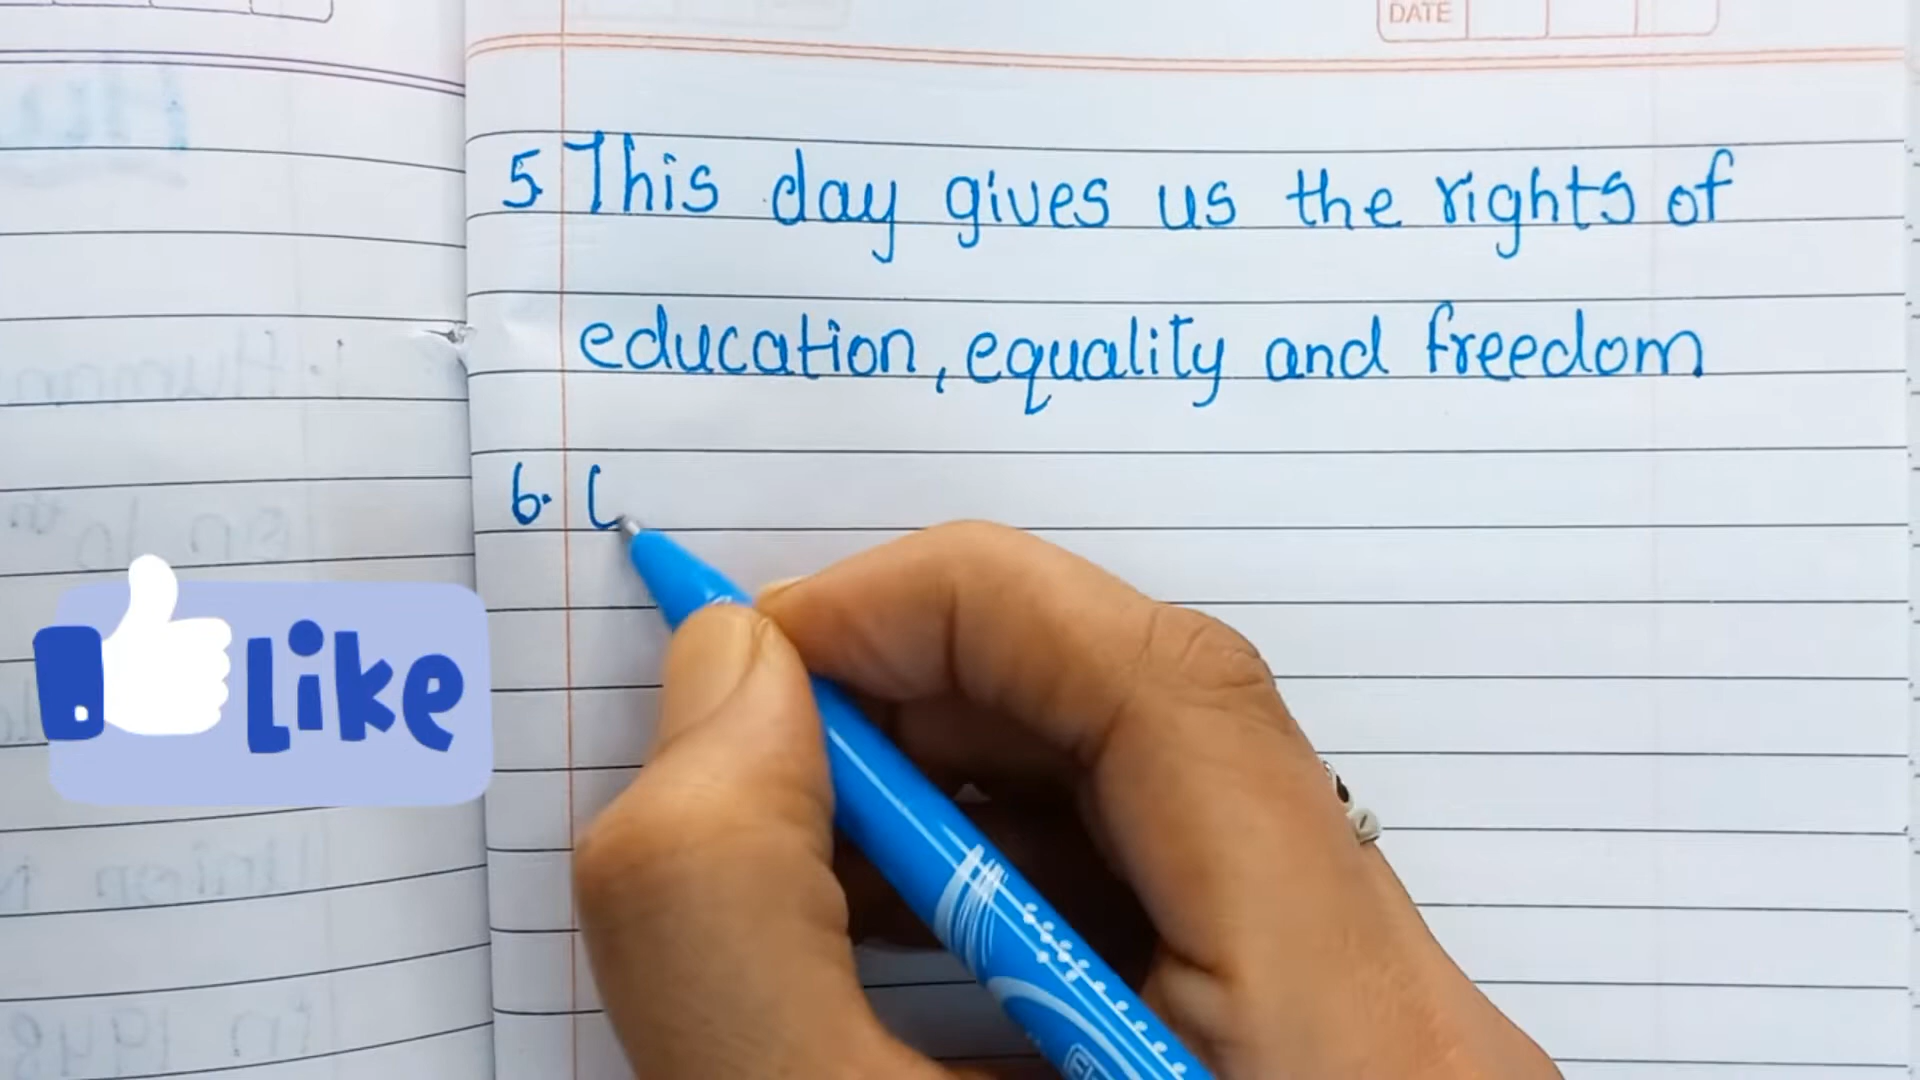 DATE
5. This day gives us the rights of
education, equality and freedom
6.
Like